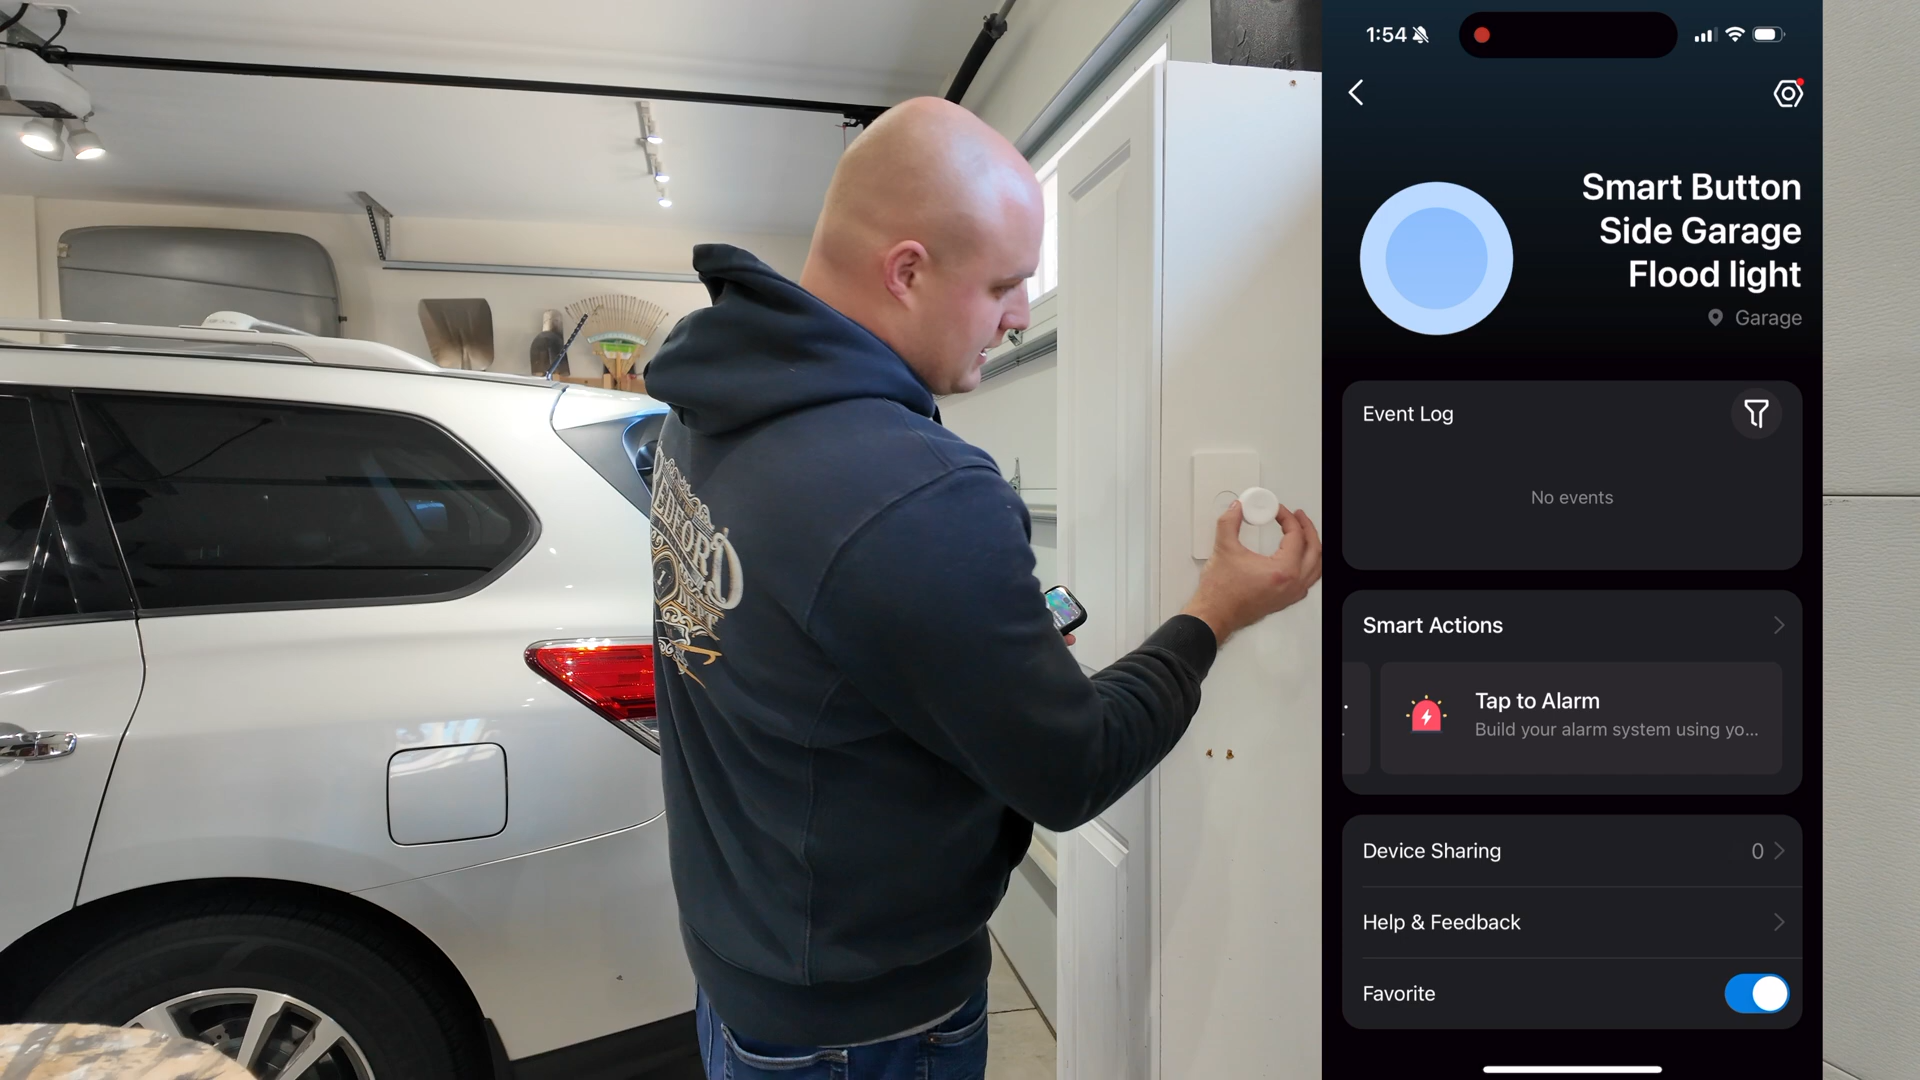 1:54
Smart Button
Side Garage
Flood light
Garage
Event Log
No events
Smart Actions
Tap to Alarm
Build your alarm system using yo...
Device Sharing
0
Help & Feedback
Favorite